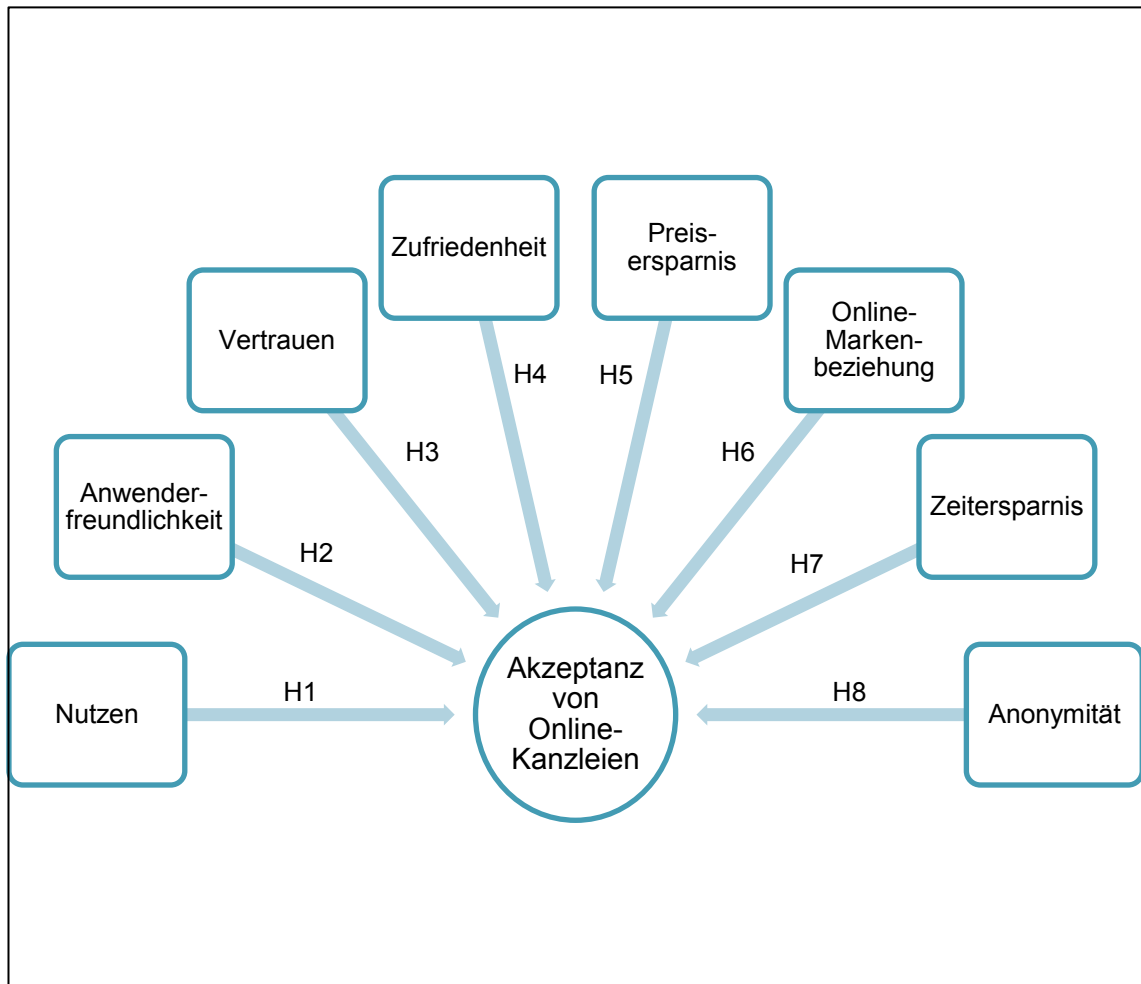 Zufriedenheit
Preis-
ersparnis
Vertrauen
Online-
Marken-
beziehung
H4
H5
H3
H6
Anwender-
freundlichkeit
Zeitersparnis
H2
H7
Nutzen
H1
Akzeptanz
von
Online-
Kanzleien
H8
Anonymität